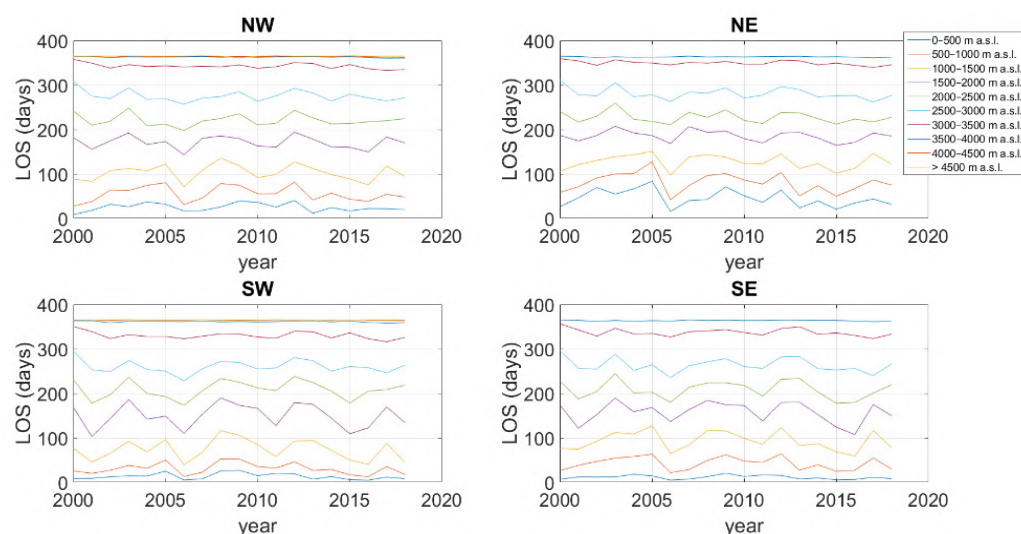 NW
400
300
200
100
0
LOS (days)
2000 2005 2010 2015 2020
year
NE
400
300
200
100
0
LOS (days)
2000 2005 2010 2015 2020
year
0–500 m a.s.l.
500–1000 m a.s.l.
1000–1500 m a.s.l.
1500–2000 m a.s.l.
2000–2500 m a.s.l.
2500–3000 m a.s.l.
3000–3500 m a.s.l.
3500–4000 m a.s.l.
4000–4500 m a.s.l.
> 4500 m a.s.l.
SW
400
300
200
100
0
LOS (days)
2000 2005 2010 2015 2020
year
SE
400
300
200
100
0
LOS (days)
2000 2005 2010 2015 2020
year